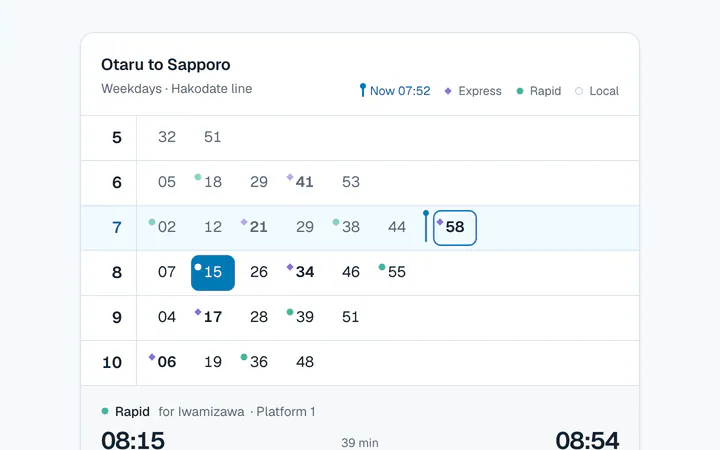 Otaru to Sapporo
Weekdays · Hakodate line
Now 07:52 Express Rapid Local
5 32 51
6 05 18 29 41 53
7 02 12 21 29 38 44 58
8 07 15 26 34 46 55
9 04 17 28 39 51
10 06 19 36 48
Rapid for Iwamizawa · Platform 1
08:15 39 min 08:54